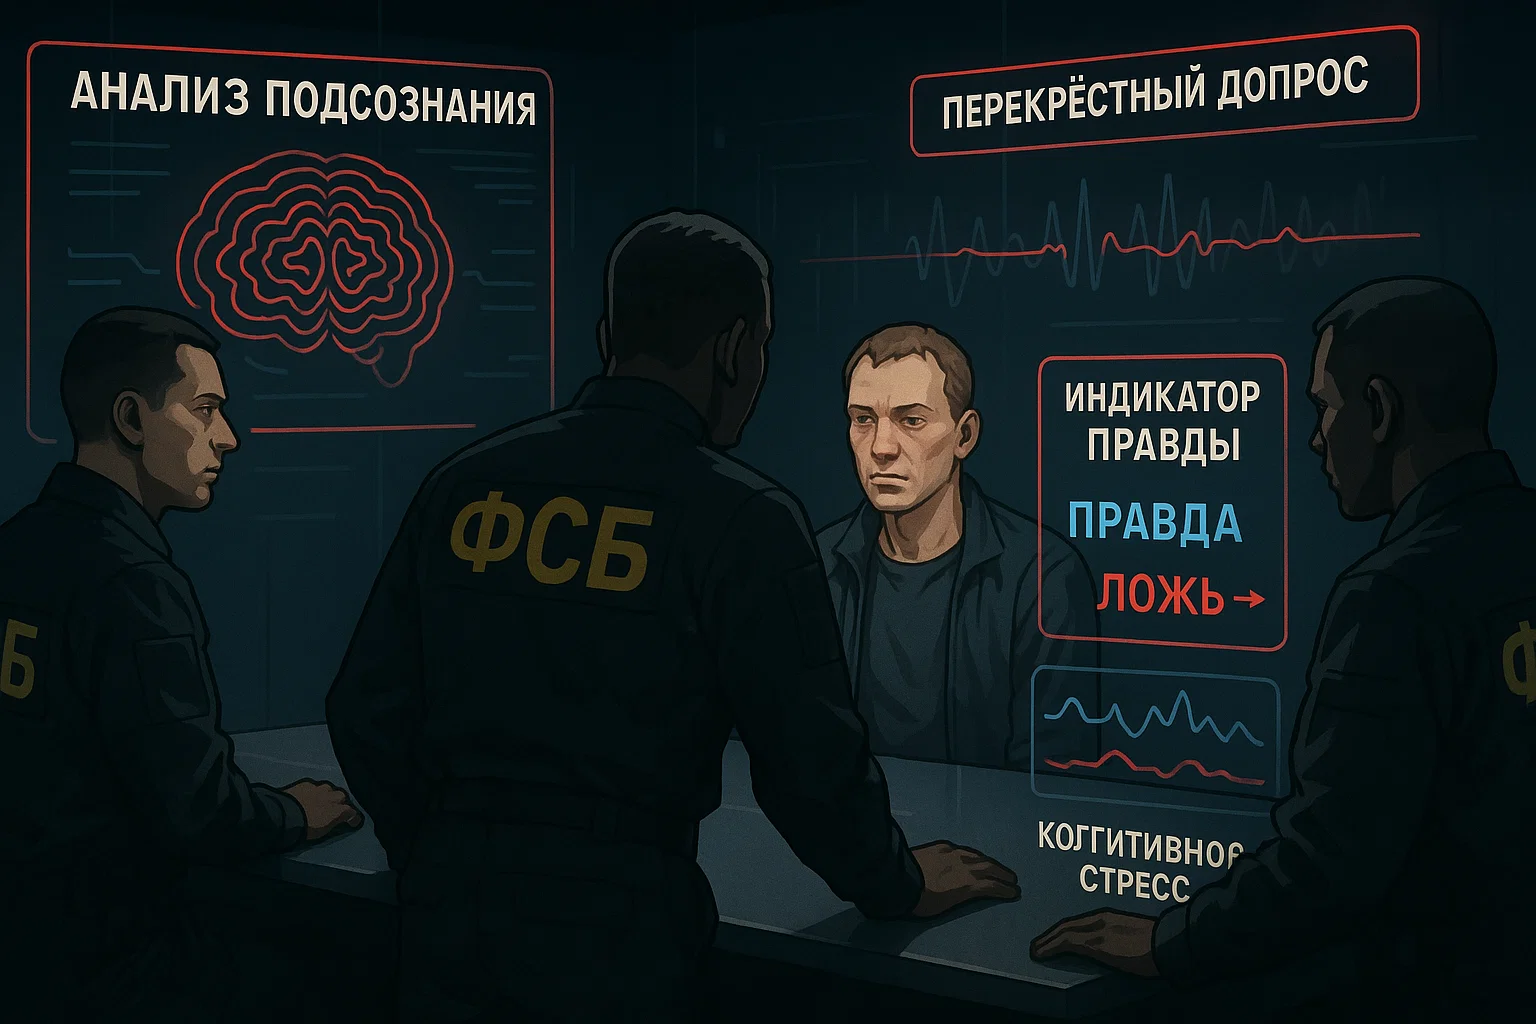 АНАЛИЗ ПОДСОЗНАНИЯ
ПЕРЕКРЁСТНЫЙ ДОПРОС
ИНДИКАТОР
ПРАВДЫ
ПРАВДА
ЛОЖЬ →
ФСБ
Б
Ф
КОГГИТИВНОЕ
СТРЕСС